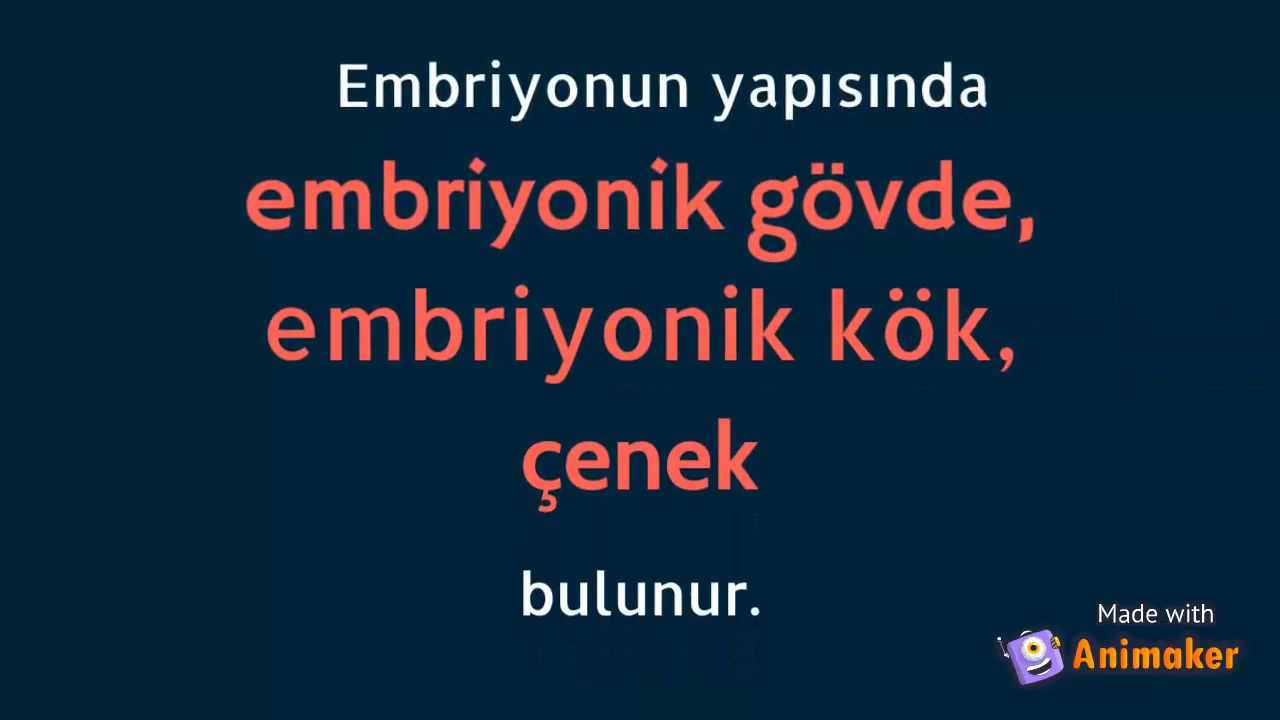 Embriyonun yapısında
embriyonik gövde,
embriyonik kök,
çenek
bulunur.
Made with
Animaker